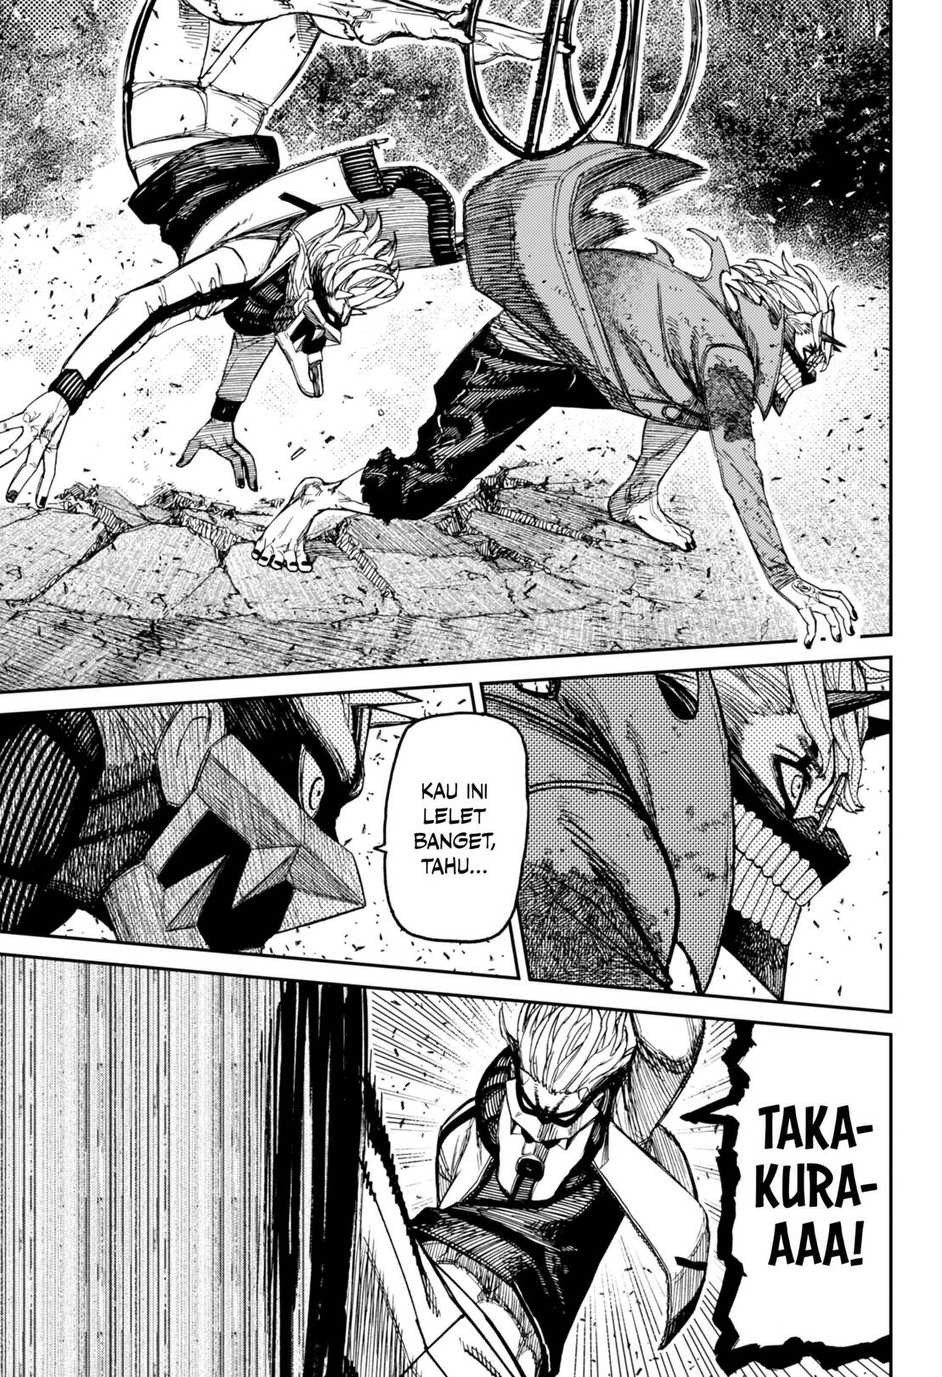 KAU INI
LELET
BANGET,
TAHU...
TAKA-
KURA-
AAA!